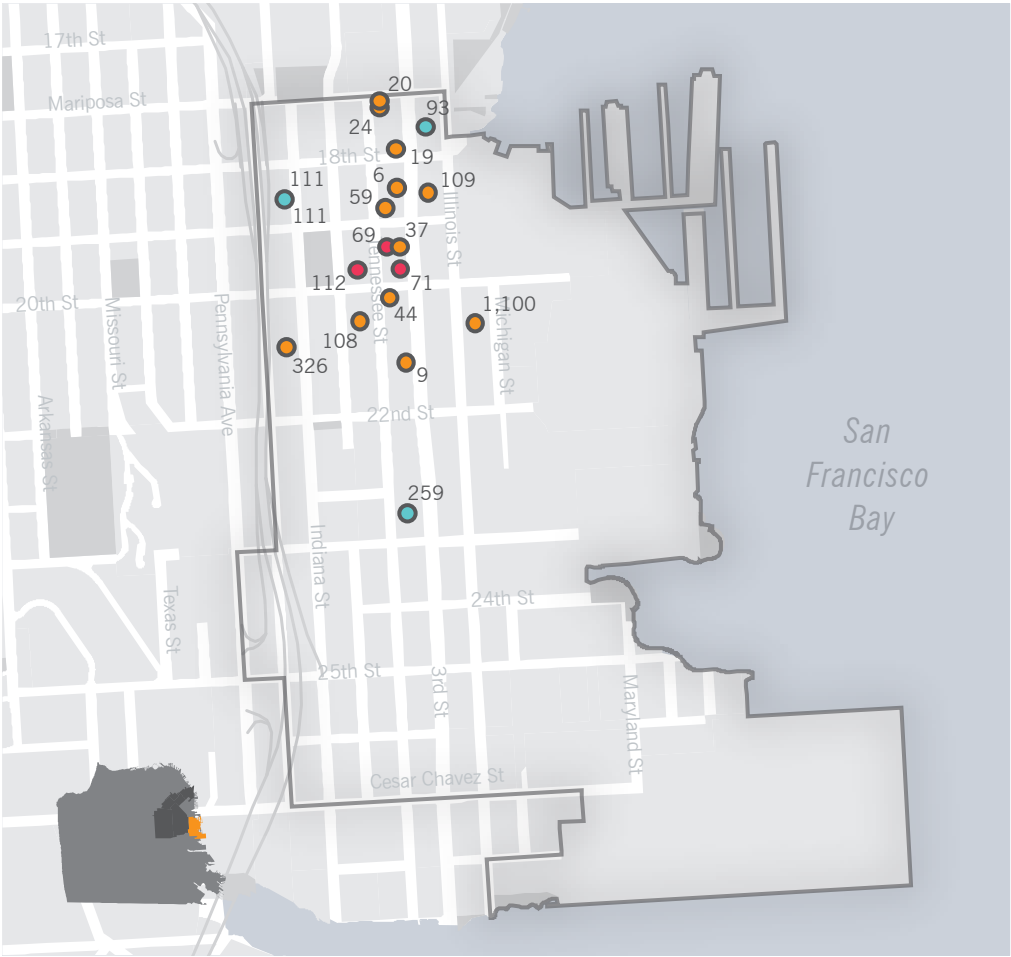 17th St
Mariposa St
20
24
93
18th St
19
6
109
111
111
59
Illinois St
69
37
Tennessee St
112
71
20th St
Missouri St
Pennsylvania Ave
44
1,100
Michigan St
108
326
9
Arkansas St
22nd St
San
Francisco
Bay
259
Indiana St
Texas St
24th St
25th St
3rd St
Maryland St
Cesar Chavez St